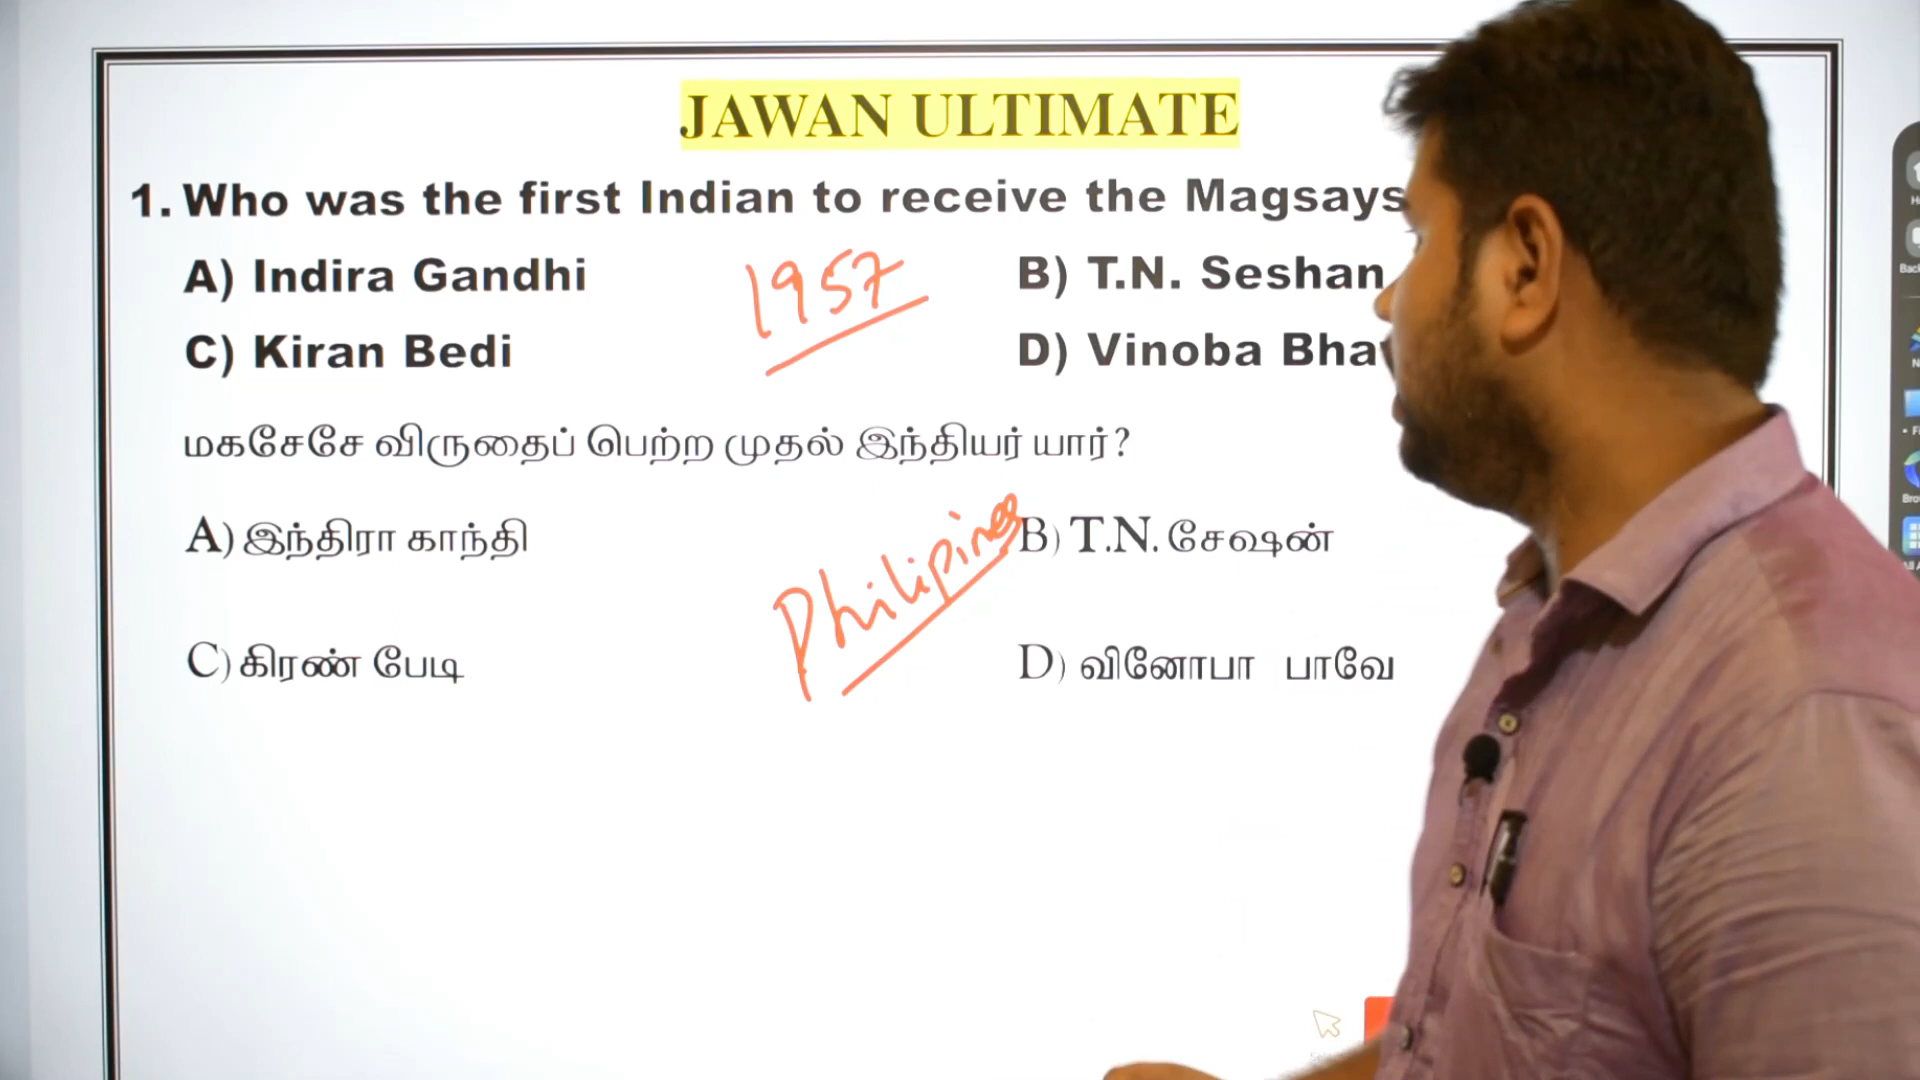 JAWAN ULTIMATE
1. Who was the first Indian to receive the Magsays
A) Indira Gandhi
B) T.N. Seshan
1957
C) Kiran Bedi
D) Vinoba Bha
மகசேசே விருதைப் பெற்ற முதல் இந்தியர் யார்?
A) இந்திரா காந்தி
B) T.N. சேஷன்
Philipines
C) கிரண் பேடி
D) வினோபா பாவே